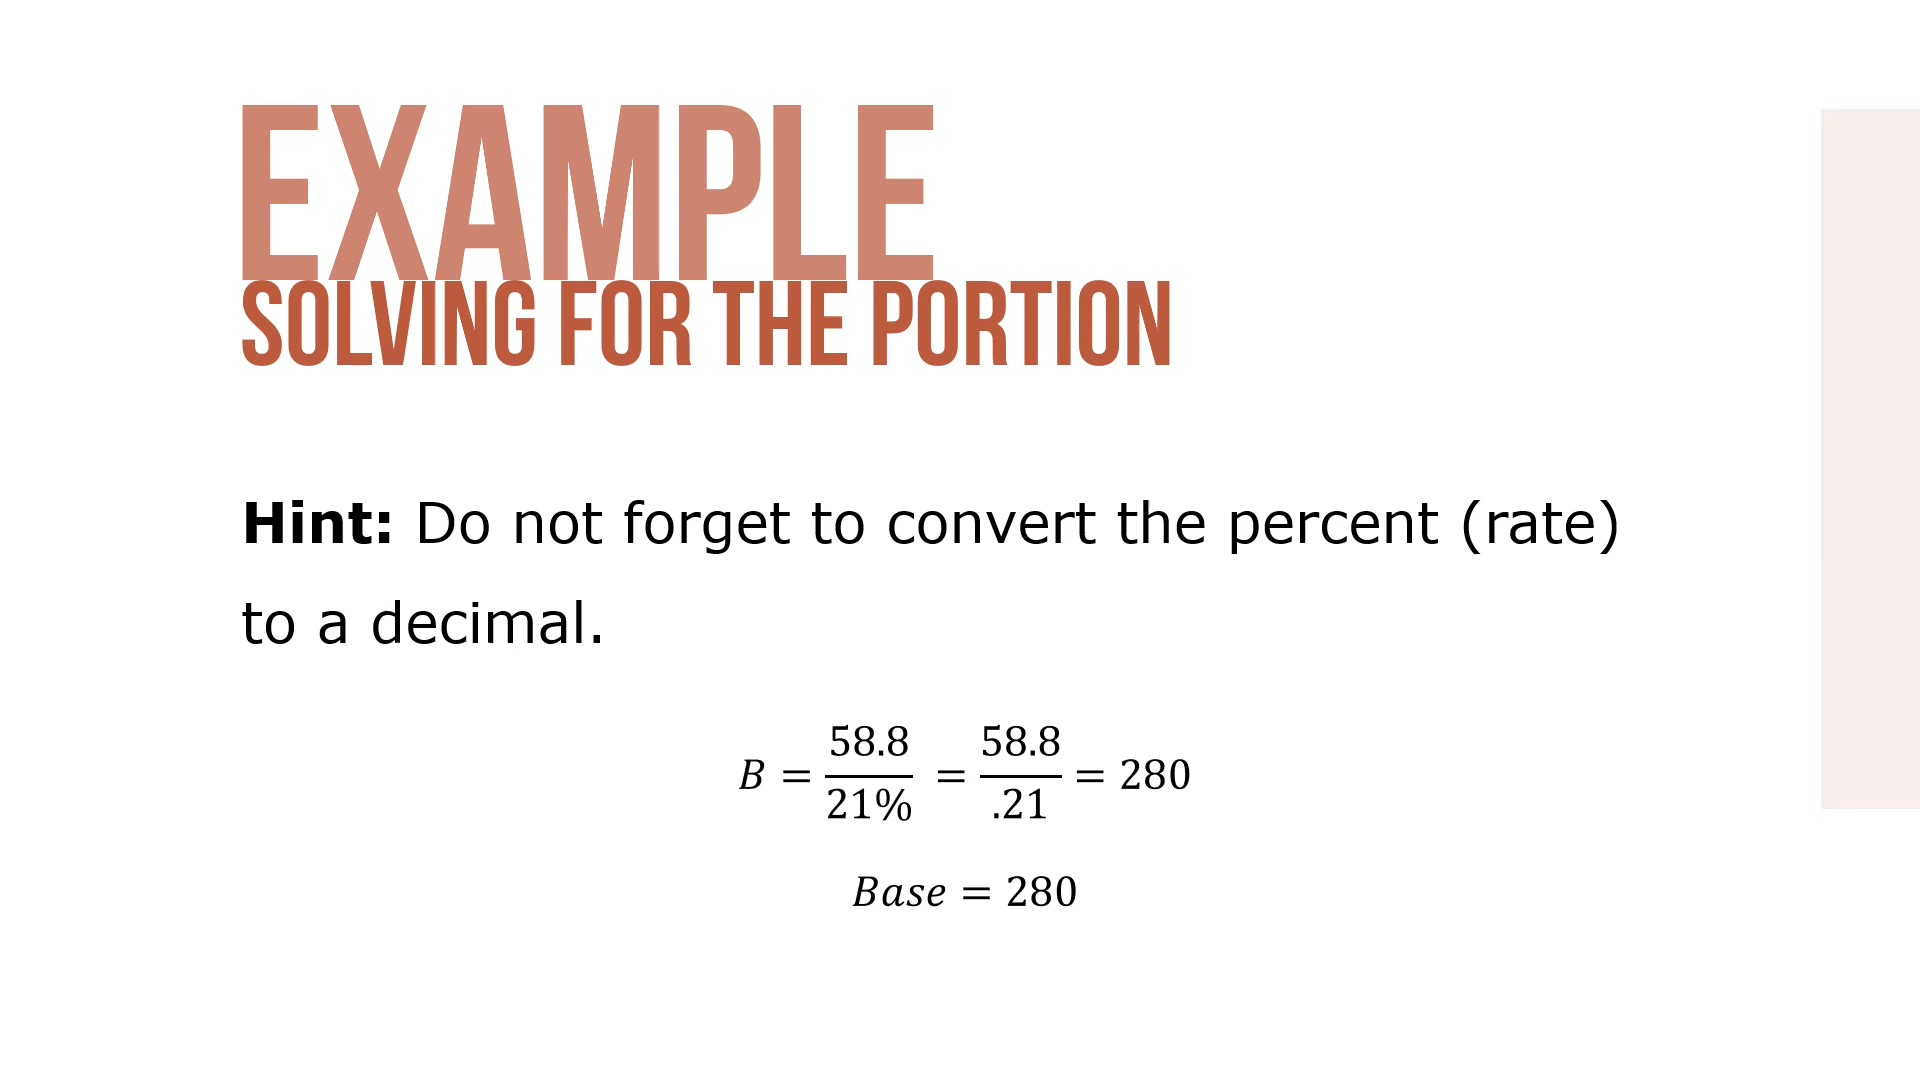 EXAMPLE
SOLVING FOR THE PORTION
Hint: Do not forget to convert the percent (rate)
to a decimal.
B = 58.8/21% = 58.8/.21 = 280
Base = 280